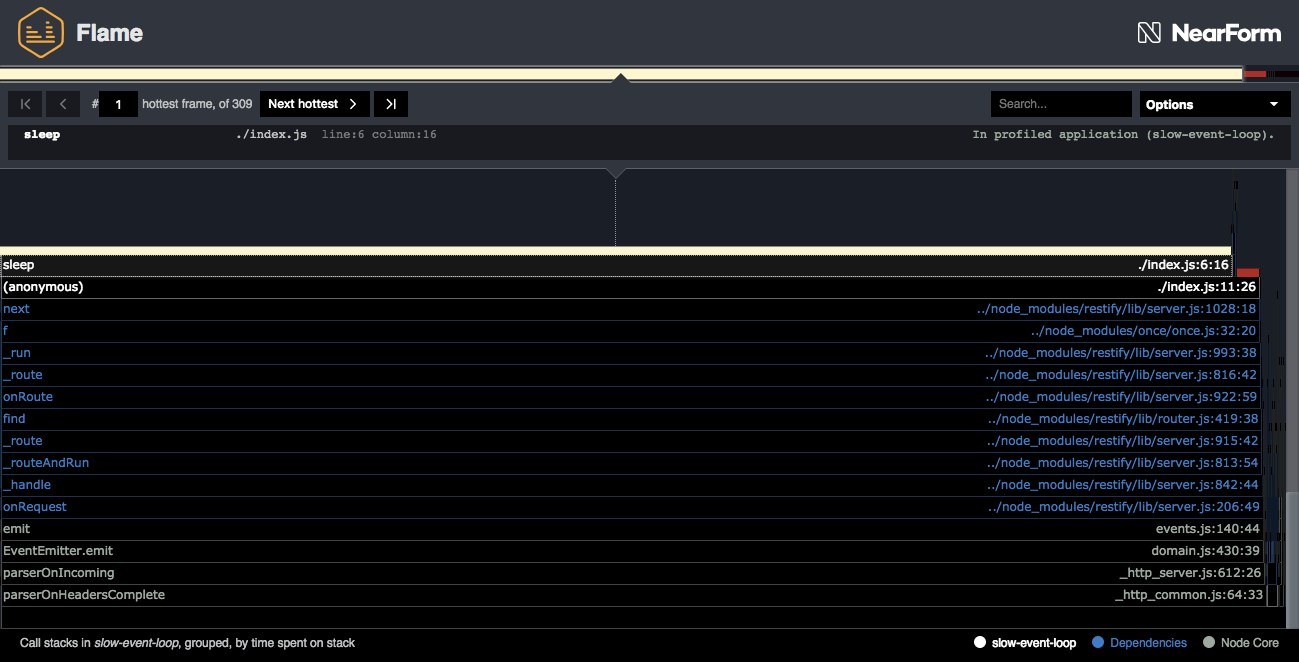 Flame
NearForm
# 1 hottest frame, of 309 Next hottest Search... Options
sleep ./index.js line:6 column:16 In profiled application (slow-event-loop).
sleep ./index.js:6:16
(anonymous) ./index.js:11:26
next ../node_modules/restify/lib/server.js:1028:18
f ../node_modules/once/once.js:32:20
_run ../node_modules/restify/lib/server.js:993:38
_route ../node_modules/restify/lib/server.js:816:42
onRoute ../node_modules/restify/lib/server.js:922:59
find ../node_modules/restify/lib/router.js:419:38
_route ../node_modules/restify/lib/server.js:915:42
_routeAndRun ../node_modules/restify/lib/server.js:813:54
_handle ../node_modules/restify/lib/server.js:842:44
onRequest ../node_modules/restify/lib/server.js:206:49
emit events.js:140:44
EventEmitter.emit domain.js:430:39
parserOnIncoming _http_server.js:612:26
parserOnHeadersComplete _http_common.js:64:33
Call stacks in slow-event-loop, grouped, by time spent on stack slow-event-loop Dependencies Node Core